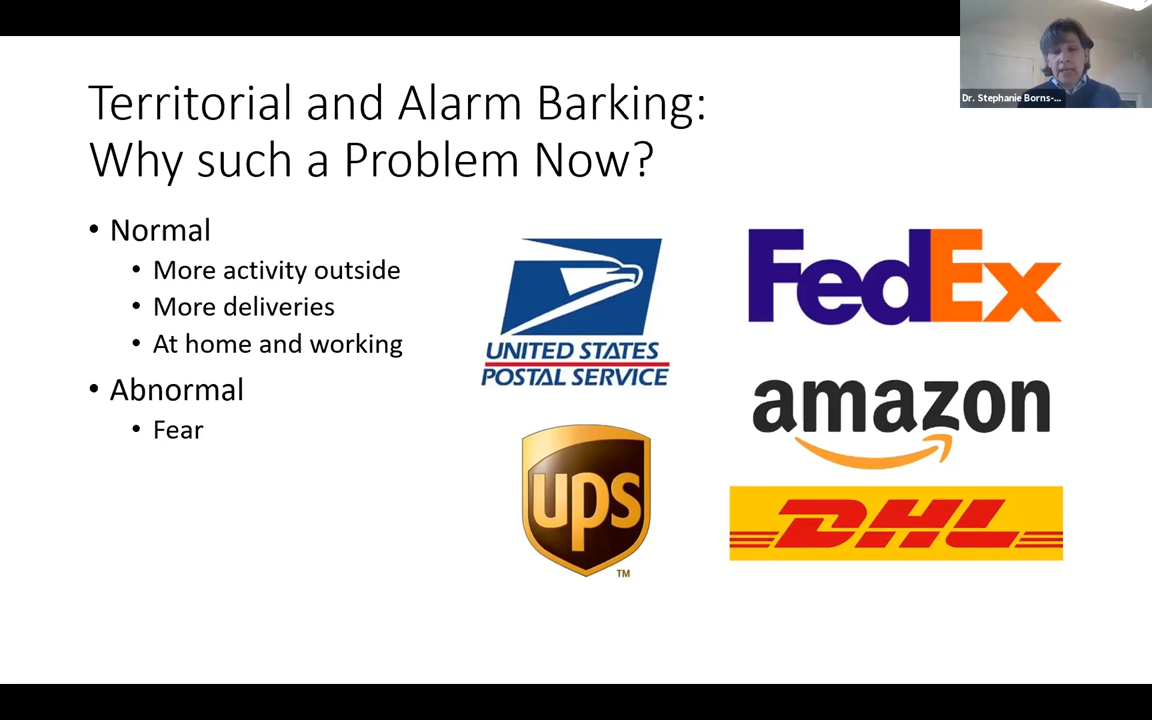 Territorial and Alarm Barking:
Why such a Problem Now?
• Normal
• More activity outside
• More deliveries
• At home and working
• Abnormal
• Fear
UNITED STATES
POSTAL SERVICE
FedEx
amazon
ups
TM
DHL
Dr. Stephanie Borns-...